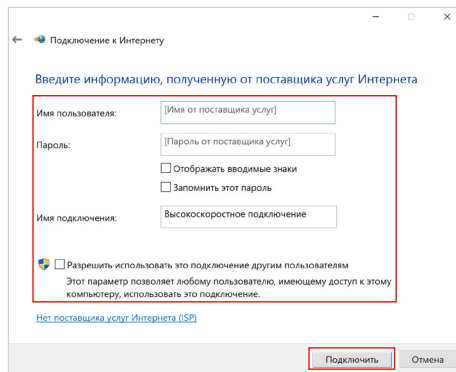 Подключение к Интернету
Введите информацию, полученную от поставщика услуг Интернета
Имя пользователя: [Имя от поставщика услуг]
Пароль: [Пароль от поставщика услуг]
Отображать вводимые знаки
Запомнить этот пароль
Имя подключения: Высокоскоростное подключение
Разрешить использовать это подключение другим пользователям
Этот параметр позволяет любому пользователю, имеющему доступ к этому
компьютеру, использовать это подключение.
Нет поставщика услуг Интернета (ISP)
Подключить Отмена